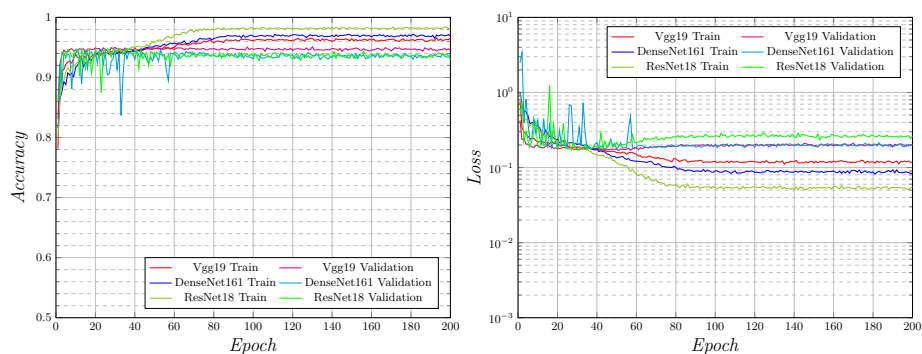 1
0.9
0.8
0.7
0.6
0.5
Accuracy
0 20 40 60 80 100 120 140 160 180 200
Epoch
Vgg19 Train
Vgg19 Validation
DenseNet161 Train
DenseNet161 Validation
ResNet18 Train
ResNet18 Validation
10^1
10^0
10^−1
10^−2
10^−3
Loss
0 20 40 60 80 100 120 140 160 180 200
Epoch
Vgg19 Train
Vgg19 Validation
DenseNet161 Train
DenseNet161 Validation
ResNet18 Train
ResNet18 Validation